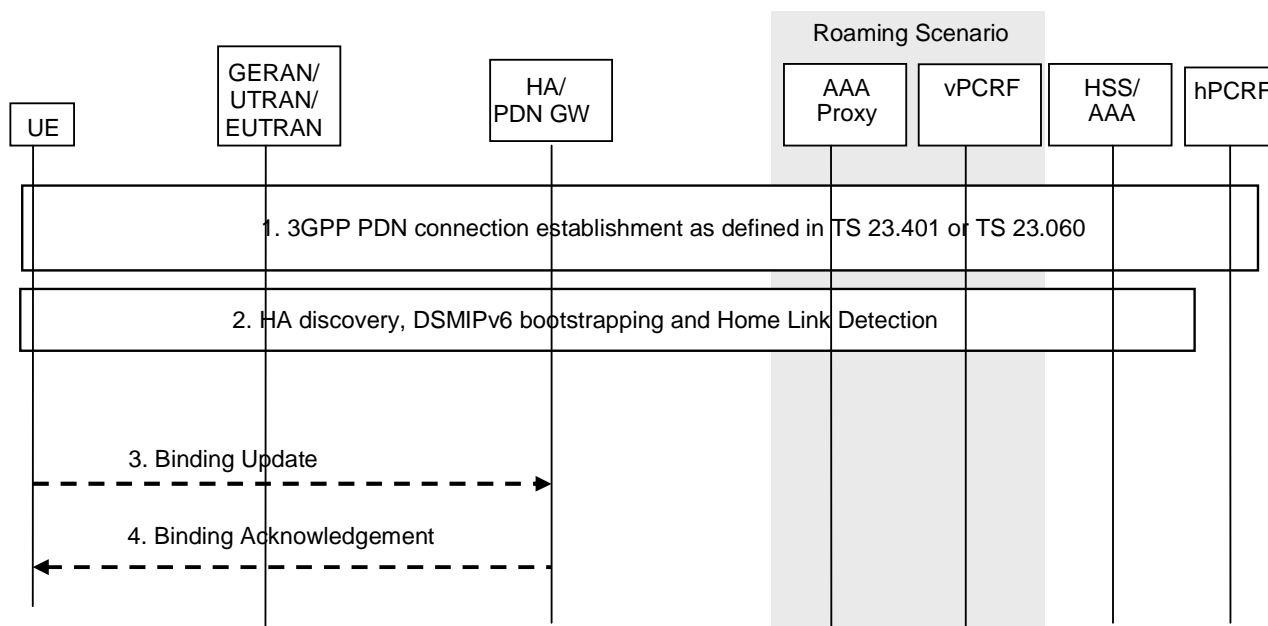 Roaming Scenario
UE
GERAN/
UTRAN/
EUTRAN
HA/
PDN GW
AAA
Proxy
vPCRF
HSS/
AAA
hPCRF
1. 3GPP PDN connection establishment as defined in TS 23.401 or TS 23.060
2. HA discovery, DSMIPv6 bootstrapping and Home Link Detection
3. Binding Update
4. Binding Acknowledgement